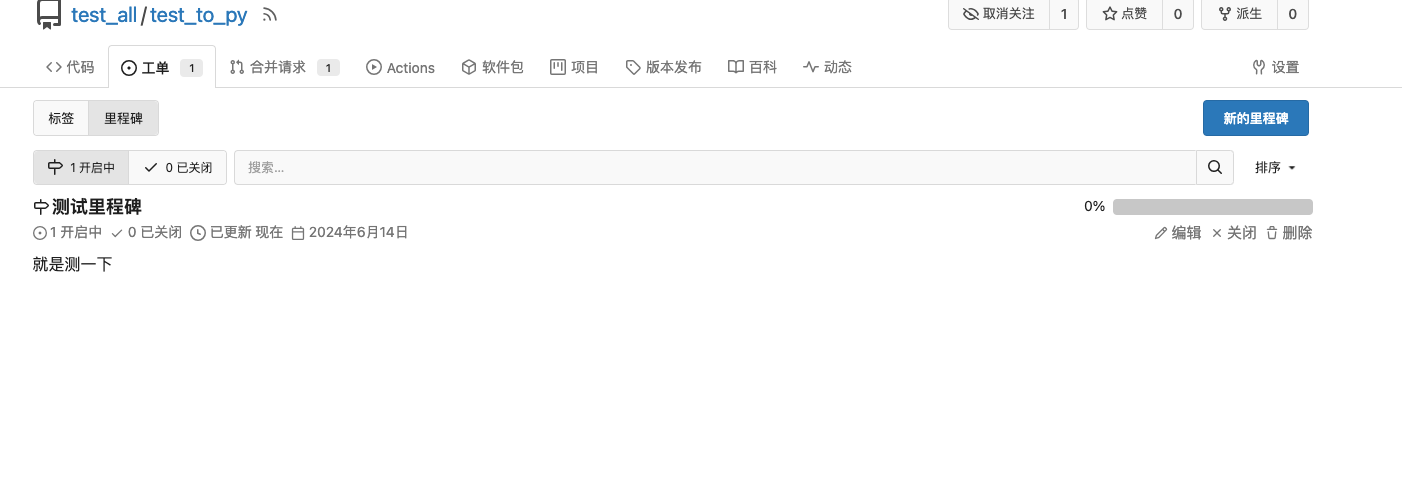 test_all/test_to_py 取消关注 1 点赞 0 派生 0
代码 工单 1 合并请求 1 Actions 软件包 项目 版本发布 百科 动态 设置
标签 里程碑 新的里程碑
1 开启中 0 已关闭 搜索... 排序
测试里程碑 0%
1 开启中 0 已关闭 已更新 现在 2024年6月14日 编辑 关闭 删除
就是测一下